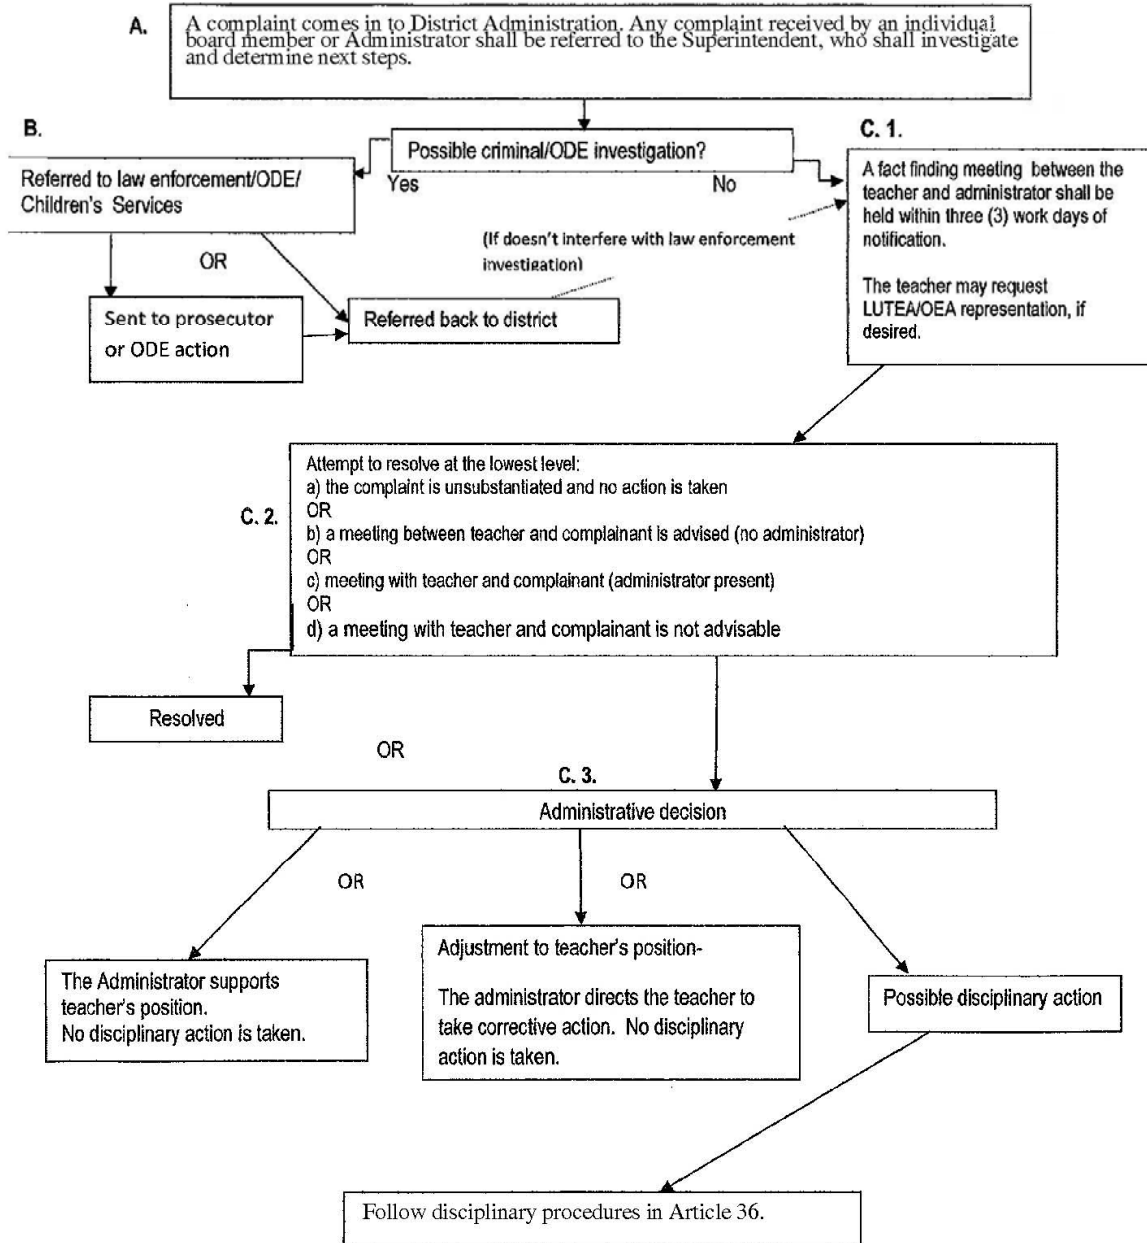 A.
A complaint comes in to District Administration. Any complaint received by an individual
board member or Administrator shall be referred to the Superintendent, who shall investigate
and determine next steps.
B.
Possible criminal/ODE investigation?
Yes
No
C. 1.
Referred to law enforcement/ODE/
Children's Services
A fact finding meeting between the
teacher and administrator shall be
held within three (3) work days of
notification.
The teacher may request
LUTEA/OEA representation, if
desired.
(If doesn't interfere with law enforcement
investigation)
OR
Sent to prosecutor
or ODE action
Referred back to district
C. 2.
Attempt to resolve at the lowest level:
a) the complaint is unsubstantiated and no action is taken
OR
b) a meeting between teacher and complainant is advised (no administrator)
OR
c) meeting with teacher and complainant (administrator present)
OR
d) a meeting with teacher and complainant is not advisable
Resolved
OR
C. 3.
Administrative decision
OR
OR
The Administrator supports
teacher's position.
No disciplinary action is taken.
Adjustment to teacher's position-
The administrator directs the teacher to
take corrective action. No disciplinary
action is taken.
Possible disciplinary action
Follow disciplinary procedures in Article 36.